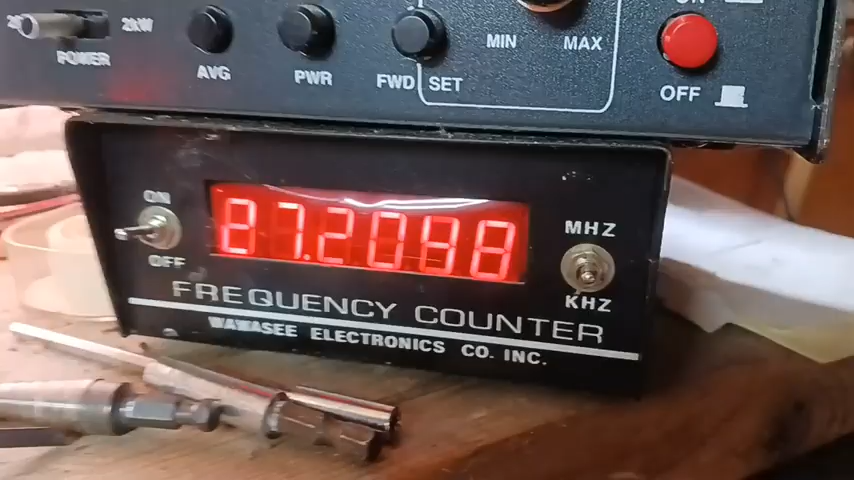 2kW
POWER
AVG
PWR
FWD
SET
MIN
MAX
OFF
ON
OFF
MHZ
KHZ
FREQUENCY COUNTER
WAWASEE ELECTRONICS CO. INC.